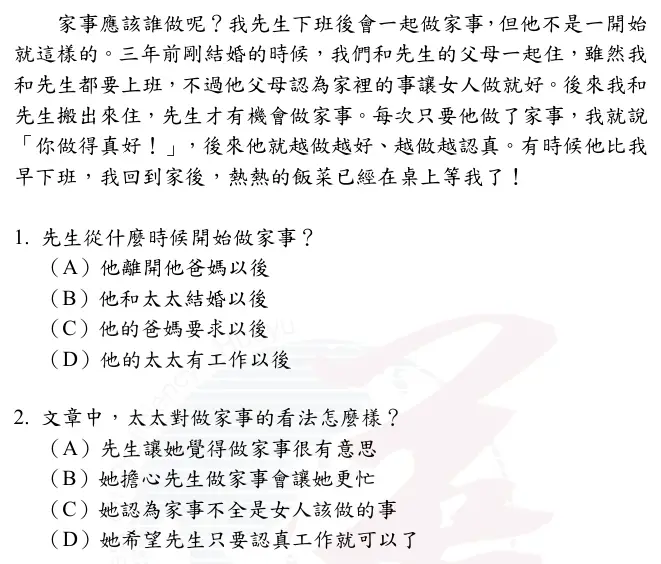 家事應該誰做呢？我先生下班後會一起做家事，但他不是一開始
就這樣的。三年前剛結婚的時候，我們和先生的父母一起住，雖然我
和先生都要上班，不過他父母認為家裡的事讓女人做就好。後來我和
先生搬出來住，先生才有機會做家事。每次只要他做了家事，我就說
「你做得真好！」，後來他就越做越好、越做越認真。有時候他比我
早下班，我回到家後，熱熱的飯菜已經在桌上等我了！
1. 先生從什麼時候開始做家事？
（A）他離開他爸媽以後
（B）他和太太結婚以後
（C）他的爸媽要求以後
（D）他的太太有工作以後
2. 文章中，太太對做家事的看法怎麼樣？
（A）先生讓她覺得做家事很有意思
（B）她擔心先生做家事會讓她更忙
（C）她認為家事不全是女人該做的事
（D）她希望先生只要認真工作就可以了